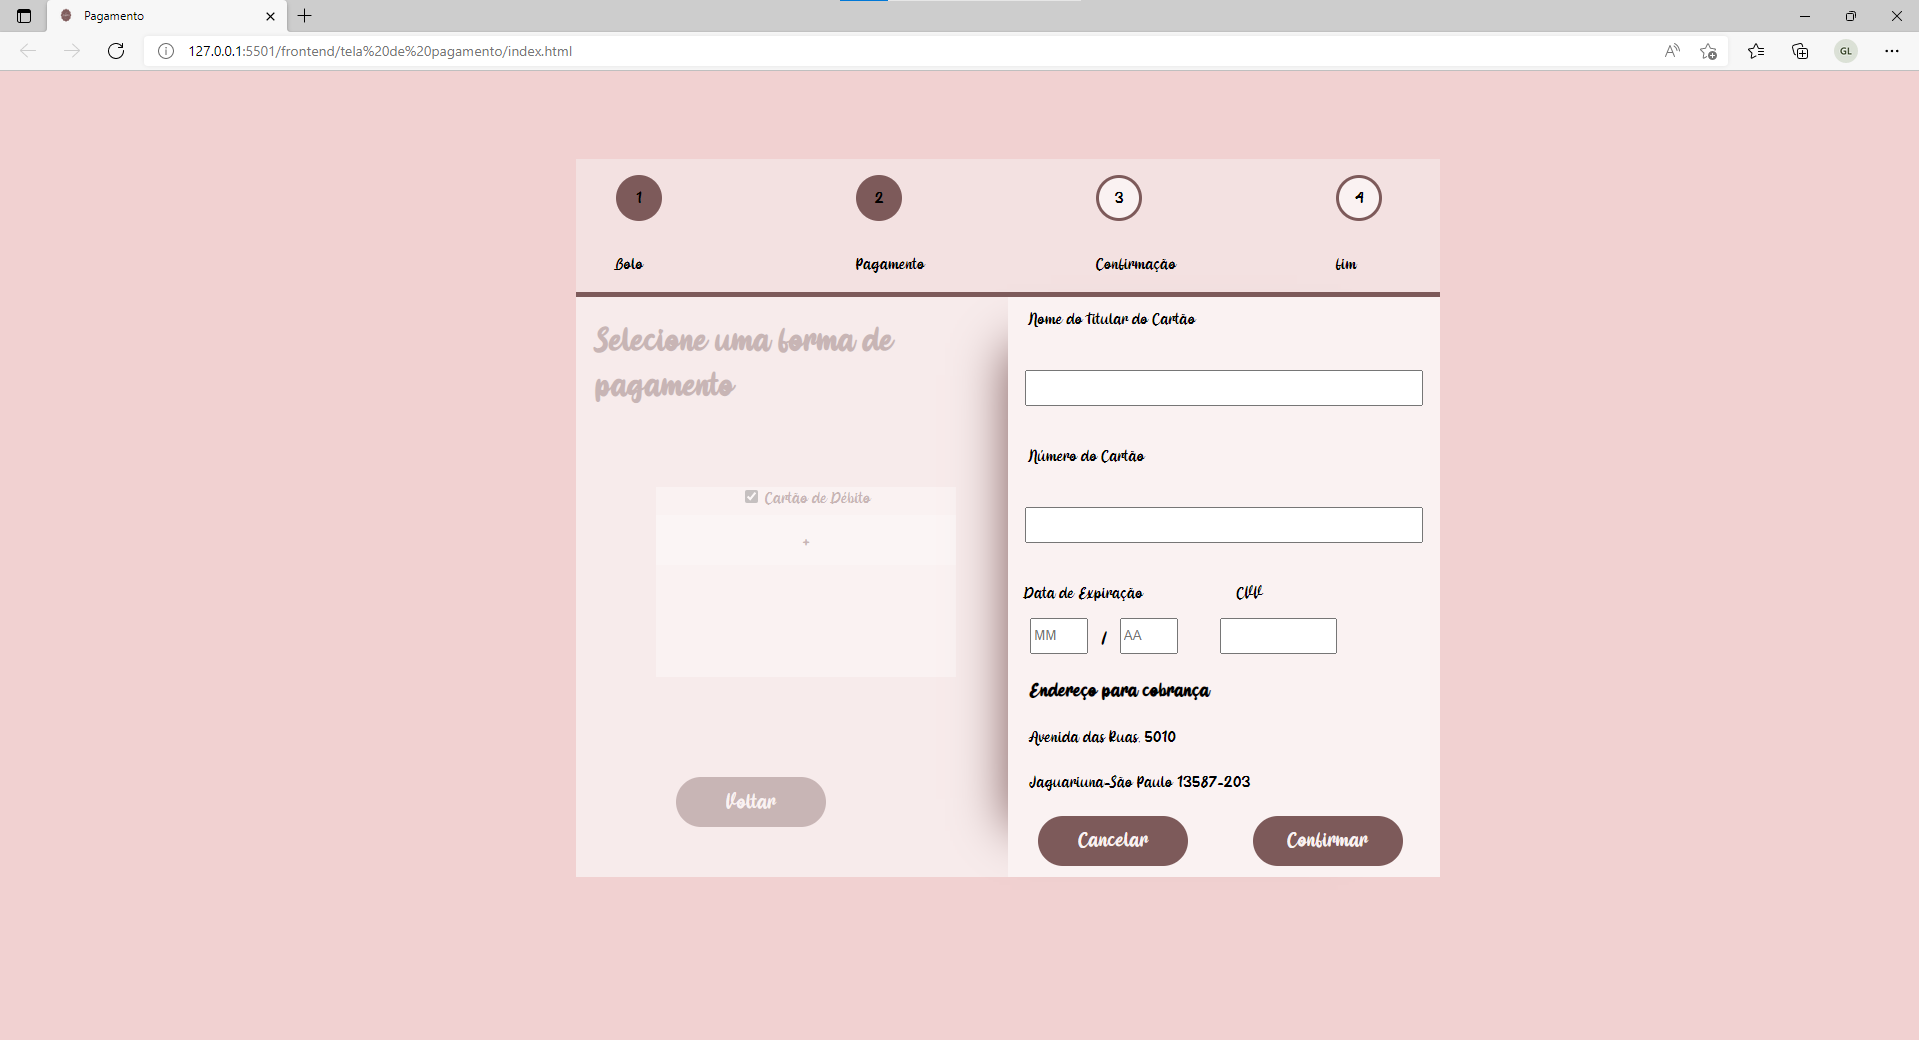 Pagamento
127.0.0.1:5501/frontend/tela%20de%20pagamento/index.html
GL
1 2 3 4
Bolo Pagamento Confirmação fim
Selecione uma forma de
pagamento
Cartão de Débito
+
Voltar
Nome do Titular do Cartão
Número do Cartão
Data de Expiração CVV
MM / AA
Endereço para cobrança
Avenida das Ruas, 5010
Jaguariuna-São Paulo 13587-203
Cancelar Confirmar